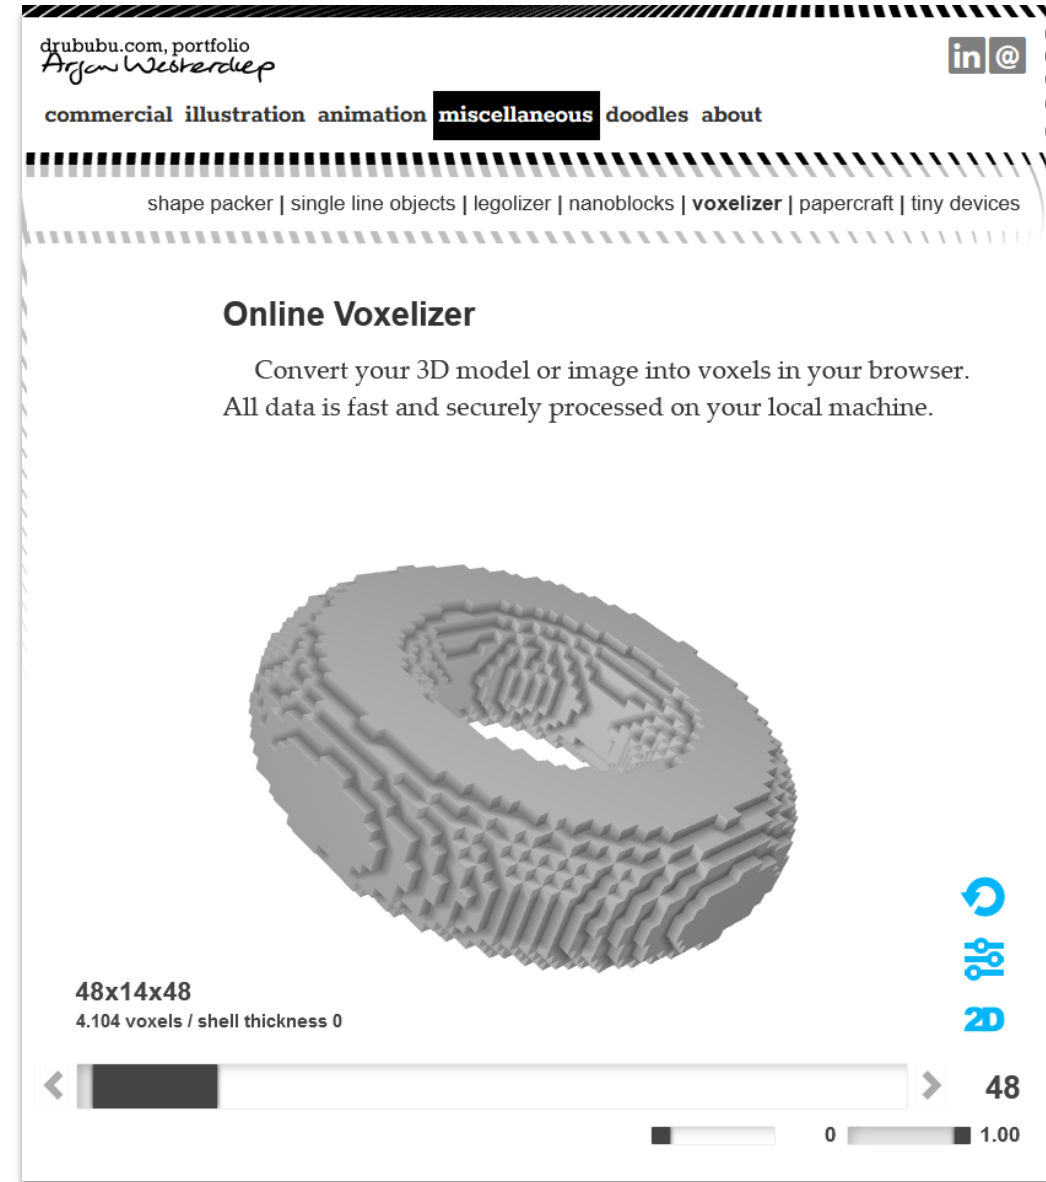 drububu.com, portfolio
Arjan Westerdiep
in @
commercial illustration animation miscellaneous doodles about
shape packer | single line objects | legolizer | nanoblocks | voxelizer | papercraft | tiny devices
Online Voxelizer
Convert your 3D model or image into voxels in your browser.
All data is fast and securely processed on your local machine.
2D
48x14x48
4.104 voxels / shell thickness 0
48
0 1.00